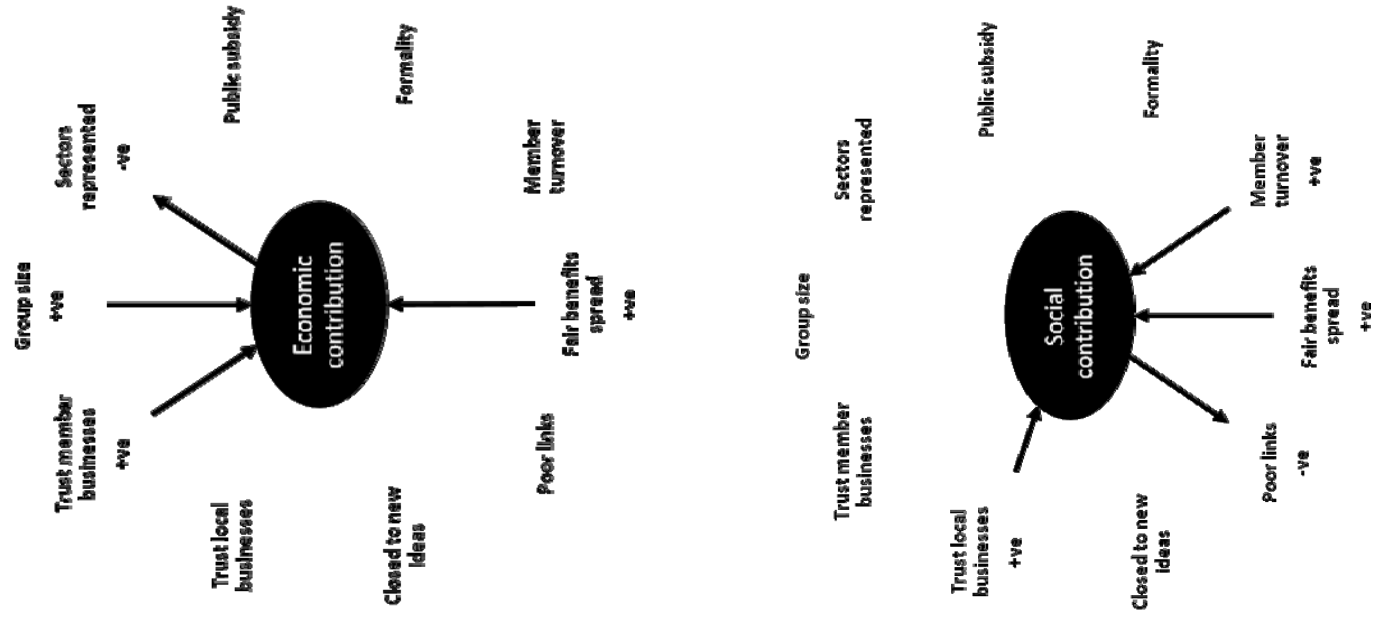 Group size
+ve
Sectors
represented
-ve
Public subsidy
Formality
Member
turnover
Fair benefits
spread
+ve
Poor links
Closed to new
ideas
Trust local
businesses
Trust member
businesses
+ve
Economic
contribution
Group size
Sectors
represented
Public subsidy
Formality
Member
turnover
+ve
Fair benefits
spread
+ve
Poor links
-ve
Closed to new
ideas
Trust local
businesses
+ve
Trust member
businesses
Social
contribution